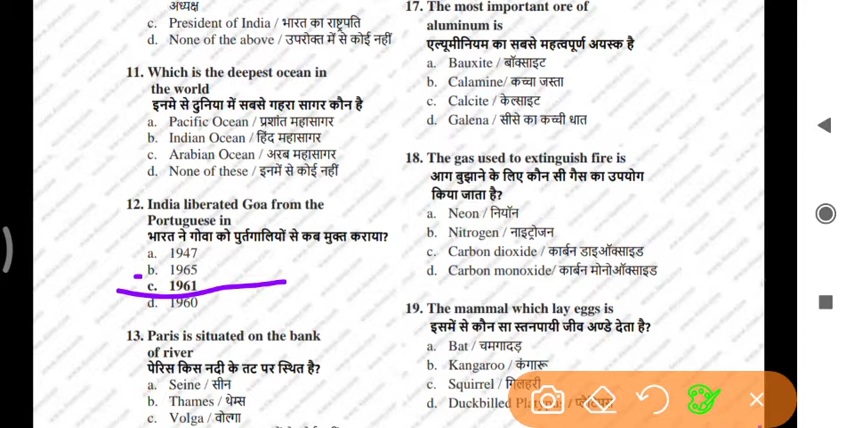 अध्यक्ष
c. President of India / भारत का राष्ट्रपति
d. None of the above / उपरोक्त में से कोई नहीं
11. Which is the deepest ocean in
the world
इनमे से दुनिया में सबसे गहरा सागर कौन है
a. Pacific Ocean / प्रशांत महासागर
b. Indian Ocean / हिंद महासागर
c. Arabian Ocean / अरब महासागर
d. None of these / इनमें से कोई नहीं
12. India liberated Goa from the
Portuguese in
भारत ने गोवा को पुर्तगालियों से कब मुक्त कराया?
a. 1947
b. 1965
c. 1961
d. 1960
13. Paris is situated on the bank
of river
पेरिस किस नदी के तट पर स्थित है?
a. Seine / सीन
b. Thames / थेम्स
c. Volga / वोल्गा
17. The most important ore of
aluminum is
एल्यूमीनियम का सबसे महत्वपूर्ण अयस्क है
a. Bauxite / बॉक्साइट
b. Calamine/ कच्चा जस्ता
c. Calcite / केल्साइट
d. Galena / सीसे का कच्ची धात
18. The gas used to extinguish fire is
आग बुझाने के लिए कौन सी गैस का उपयोग
किया जाता है?
a. Neon / नियॉन
b. Nitrogen / नाइट्रोजन
c. Carbon dioxide / कार्बन डाइऑक्साइड
d. Carbon monoxide/ कार्बन मोनोऑक्साइड
19. The mammal which lay eggs is
इसमें से कौन सा स्तनपायी जीव अण्डे देता है?
a. Bat / चमगादड़
b. Kangaroo / कंगारू
c. Squirrel / गिलहरी
d. Duckbilled